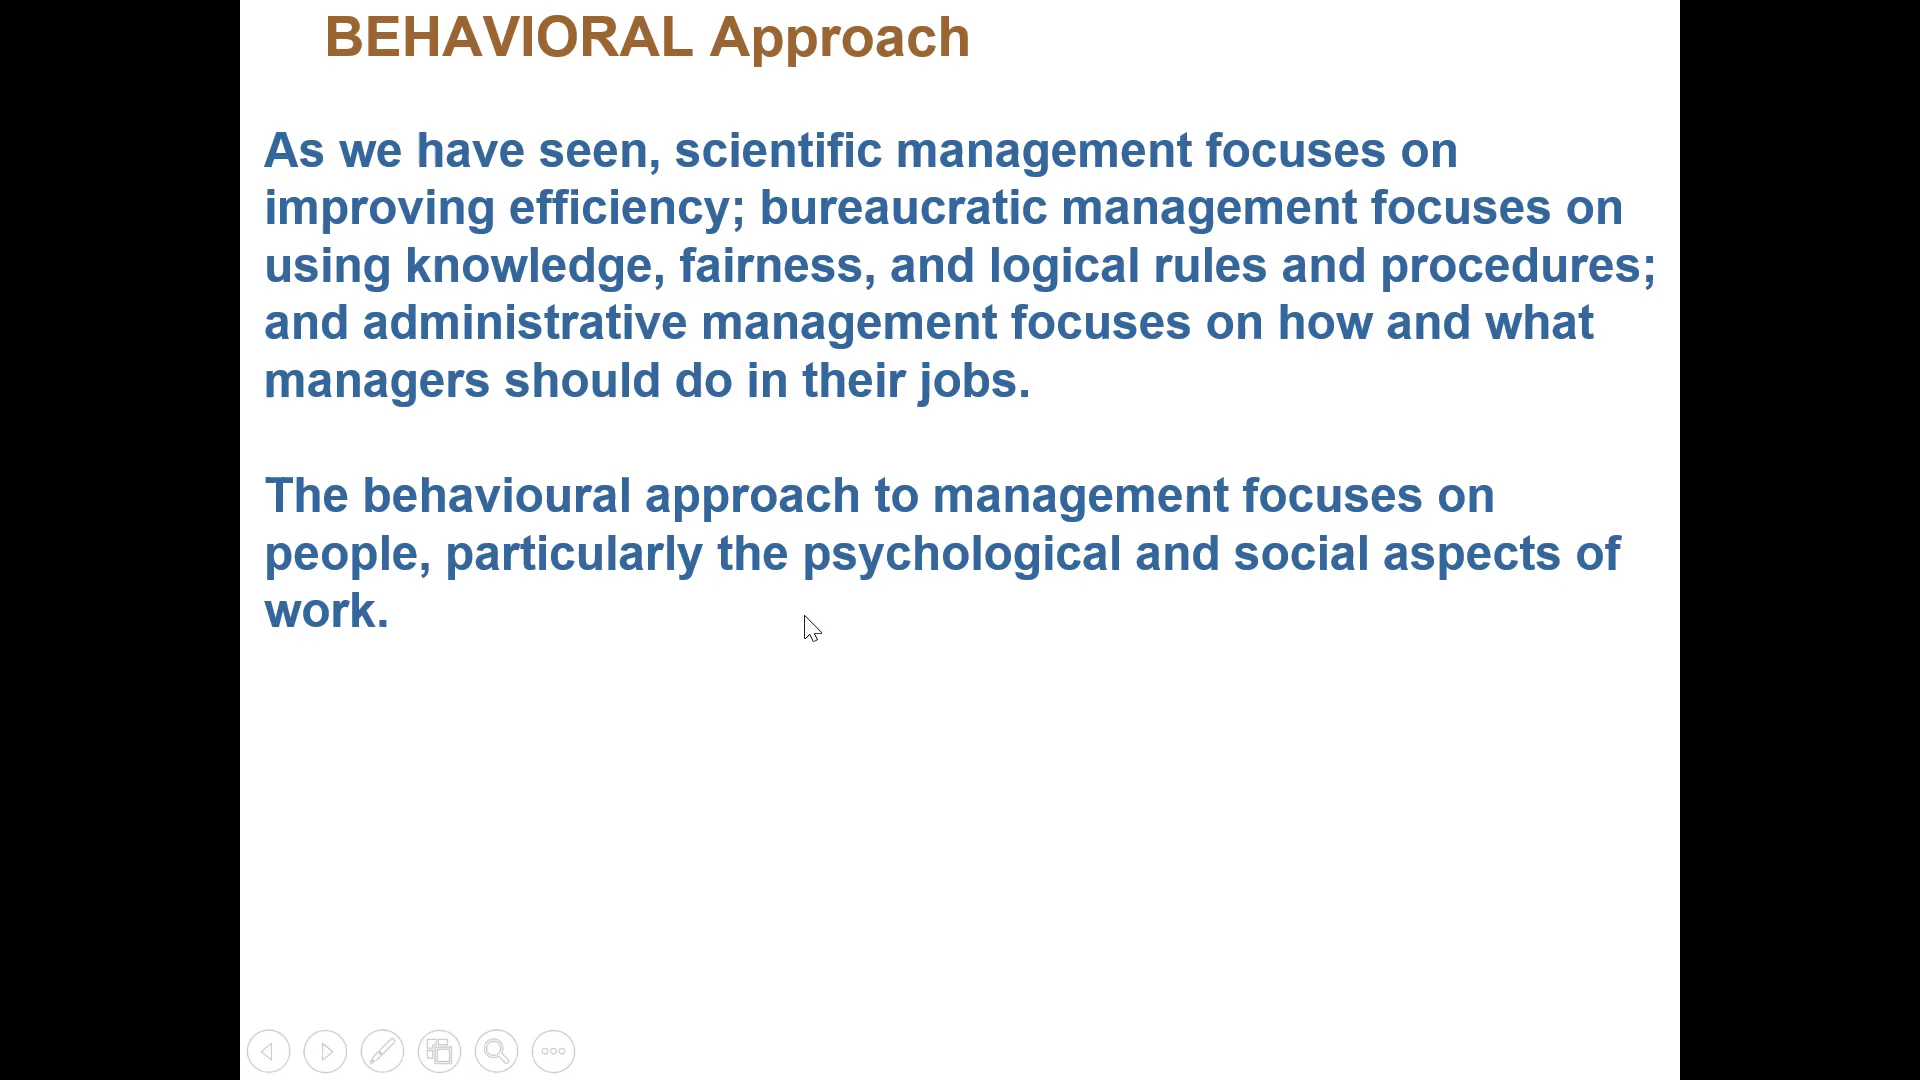 BEHAVIORAL Approach
As we have seen, scientific management focuses on
improving efficiency; bureaucratic management focuses on
using knowledge, fairness, and logical rules and procedures;
and administrative management focuses on how and what
managers should do in their jobs.
The behavioural approach to management focuses on
people, particularly the psychological and social aspects of
work.